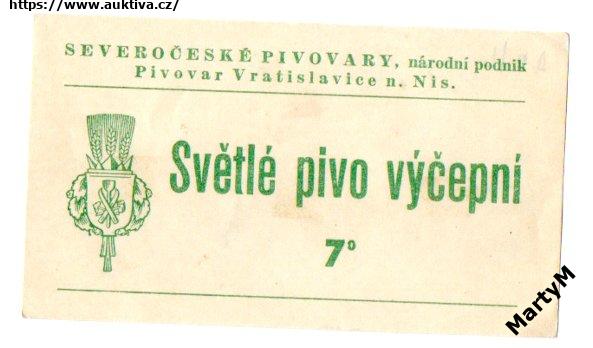 https://www.auktiva.cz/
SEVEROČESKÉ PIVOVARY, národní podnik
Pivovar Vratislavice n. Nis.
Světlé pivo výčepní
7°
MartyM